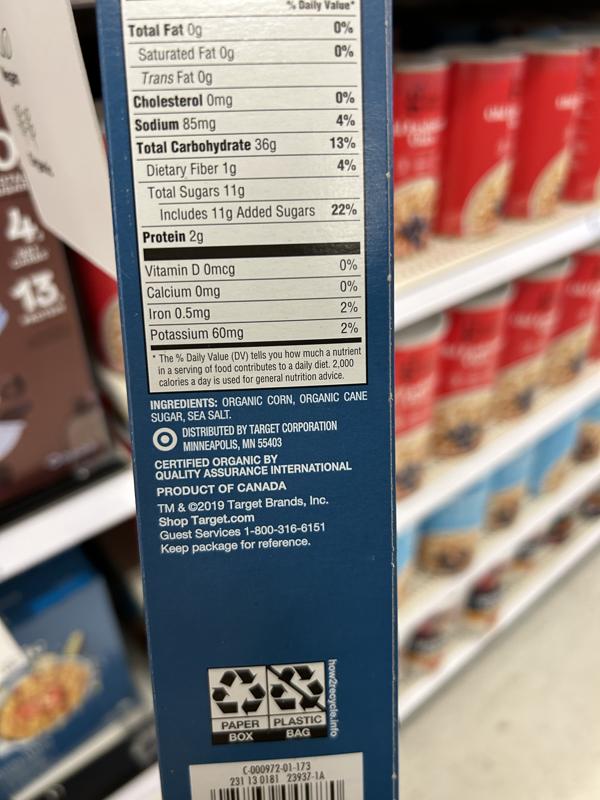 % Daily Value*
Total Fat 0g 0%
Saturated Fat 0g 0%
Trans Fat 0g
Cholesterol 0mg 0%
Sodium 85mg 4%
Total Carbohydrate 36g 13%
Dietary Fiber 1g 4%
Total Sugars 11g
Includes 11g Added Sugars 22%
Protein 2g
Vitamin D 0mcg 0%
Calcium 0mg 0%
Iron 0.5mg 2%
Potassium 60mg 2%
* The % Daily Value (DV) tells you how much a nutrient
in a serving of food contributes to a daily diet. 2,000
calories a day is used for general nutrition advice.
INGREDIENTS: ORGANIC CORN, ORGANIC CANE
SUGAR, SEA SALT.
DISTRIBUTED BY TARGET CORPORATION
MINNEAPOLIS, MN 55403
CERTIFIED ORGANIC BY
QUALITY ASSURANCE INTERNATIONAL
PRODUCT OF CANADA
TM & ©2019 Target Brands, Inc.
Shop Target.com
Guest Services 1-800-316-6151
Keep package for reference.
how2recycle.info
PAPER PLASTIC
BOX BAG
C-000972-01-173
231 13 0181 23937-1A
Vegan
4
13